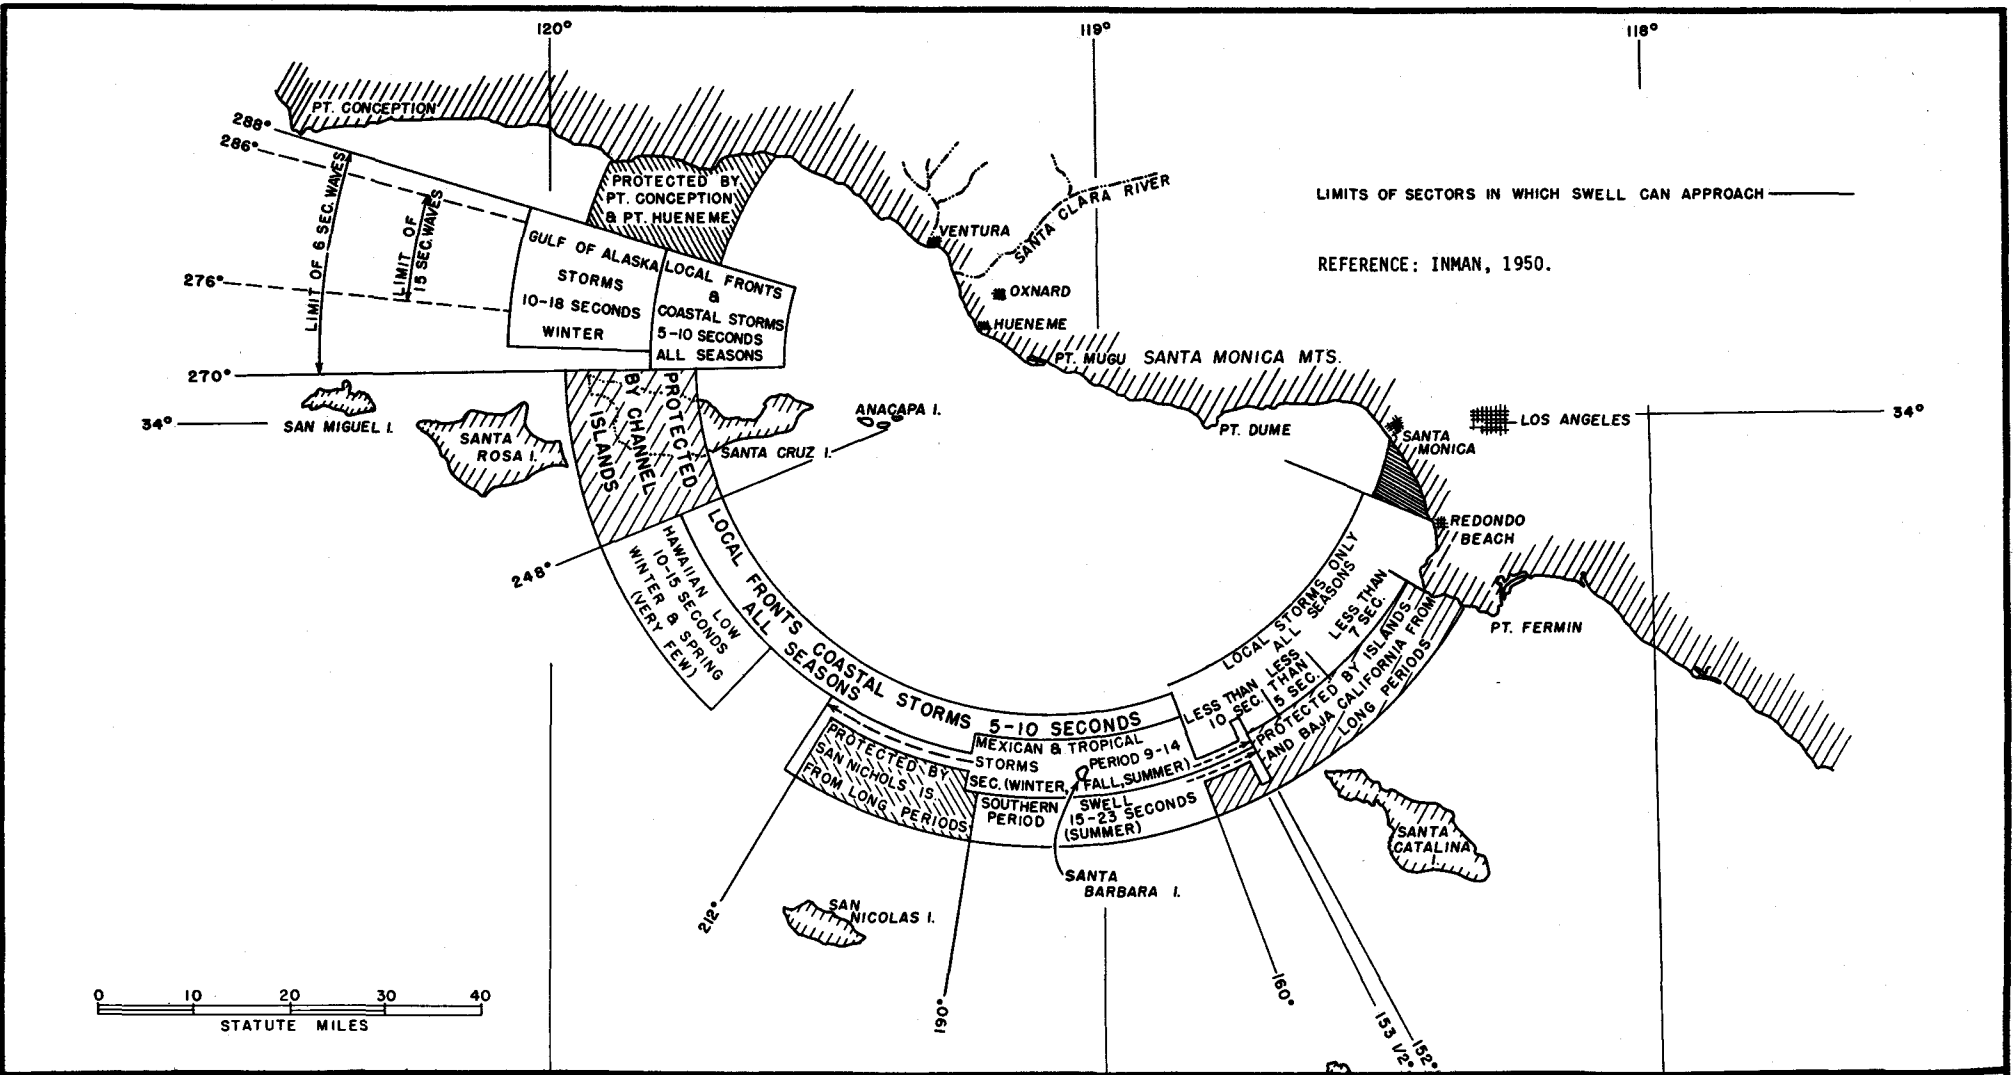 120°
119°
118°
PT. CONCEPTION
288°
286°
276°
270°
34°
LIMIT OF 6 SEC. WAVES
LIMIT OF
15 SEC. WAVES
PROTECTED BY
PT. CONCEPTION
& PT. HUENEME
GULF OF ALASKA
STORMS
10-18 SECONDS
WINTER
LOCAL FRONTS
&
COASTAL STORMS
5-10 SECONDS
ALL SEASONS
VENTURA
SANTA CLARA RIVER
OXNARD
HUENEME
PT. MUGU
SANTA MONICA MTS.
LIMITS OF SECTORS IN WHICH SWELL CAN APPROACH
REFERENCE: INMAN, 1950.
SAN MIGUEL I.
SANTA
ROSA I.
PROTECTED
BY CHANNEL
ISLANDS
SANTA CRUZ I.
ANACAPA I.
PT. DUME
SANTA
MONICA
LOS ANGELES
34°
REDONDO
BEACH
PT. FERMIN
248°
HAWAIIAN LOW
10-15 SECONDS
WINTER & SPRING
(VERY FEW)
LOCAL FRONTS COASTAL STORMS 5-10 SECONDS
ALL SEASONS
LOCAL STORMS ONLY
ALL SEASONS
LESS THAN
10 SEC.
LESS
THAN
5 SEC.
LESS THAN
7 SEC.
PROTECTED BY ISLANDS
AND BAJA CALIFORNIA FROM
LONG PERIODS
MEXICAN & TROPICAL
STORMS PERIOD 9-14
SEC. (WINTER, FALL, SUMMER)
PROTECTED BY
SAN NICHOLS IS.
FROM LONG PERIODS
SOUTHERN SWELL
PERIOD 15-23 SECONDS
(SUMMER)
SANTA
BARBARA I.
SAN
NICOLAS I.
SANTA
CATALINA
I.
212°
190°
160°
153 1/2°
152°
0 10 20 30 40
STATUTE MILES